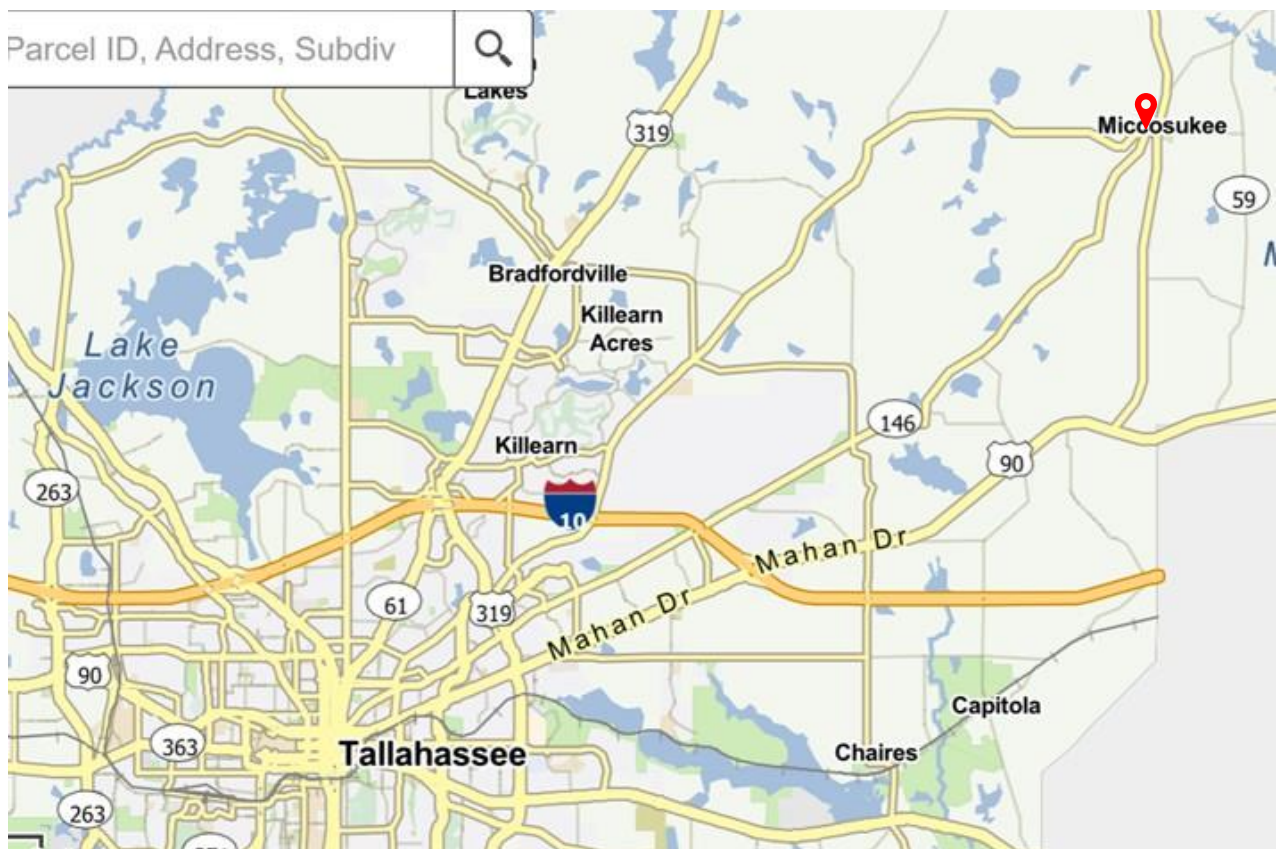 Parcel ID, Address, Subdiv
Lakes
319
Miccosukee
59
Bradfordville
Killearn
Acres
Lake
Jackson
146
Killearn
90
263
10
Mahan Dr
61
319
Mahan Dr
90
Capitola
363
Tallahassee
Chaires
263